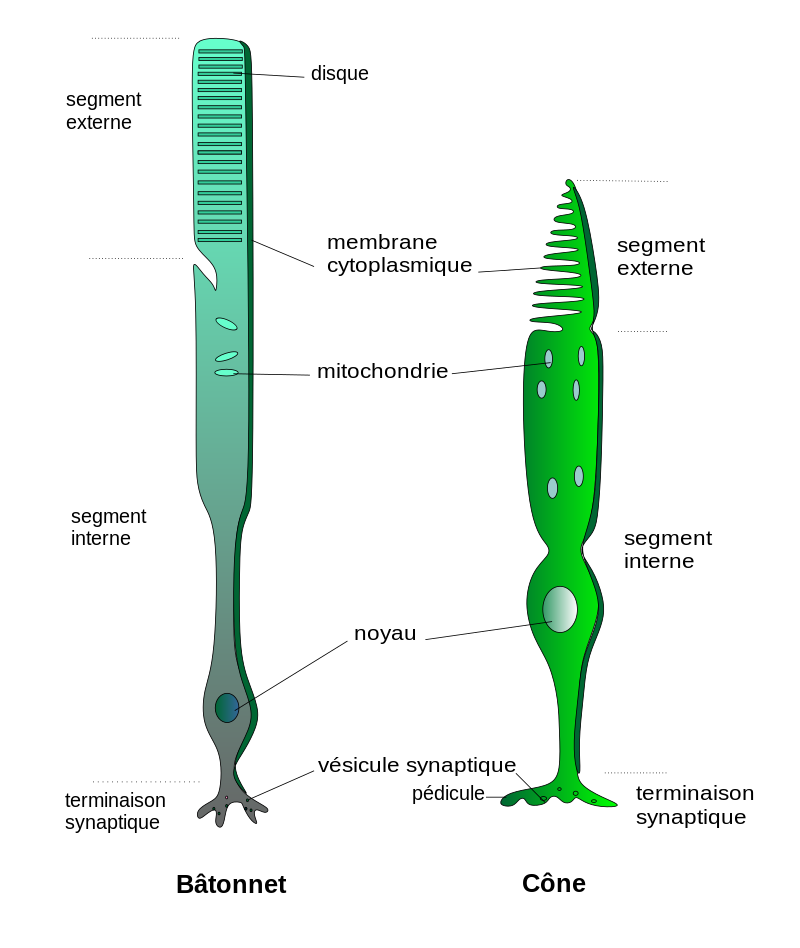 disque
segment
externe
membrane
cytoplasmique
segment
externe
mitochondrie
segment
interne
segment
interne
noyau
vésicule synaptique
pédicule
terminaison
synaptique
terminaison
synaptique
Bâtonnet
Cône